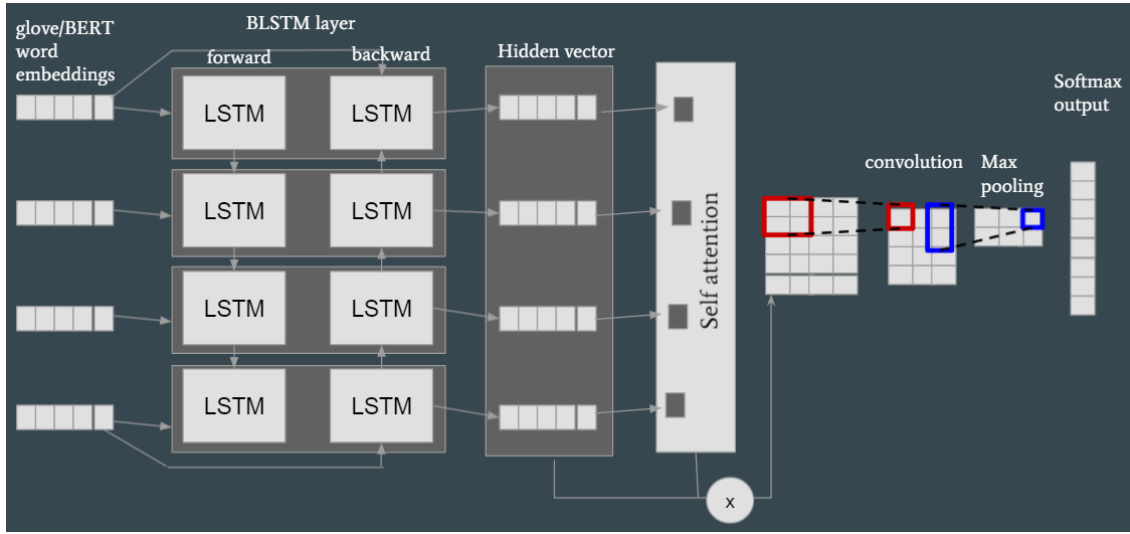 glove/BERT
word
embeddings
BLSTM layer
forward
backward
Hidden vector
LSTM
LSTM
LSTM
LSTM
LSTM
LSTM
LSTM
LSTM
Self attention
x
convolution
Max
pooling
Softmax
output